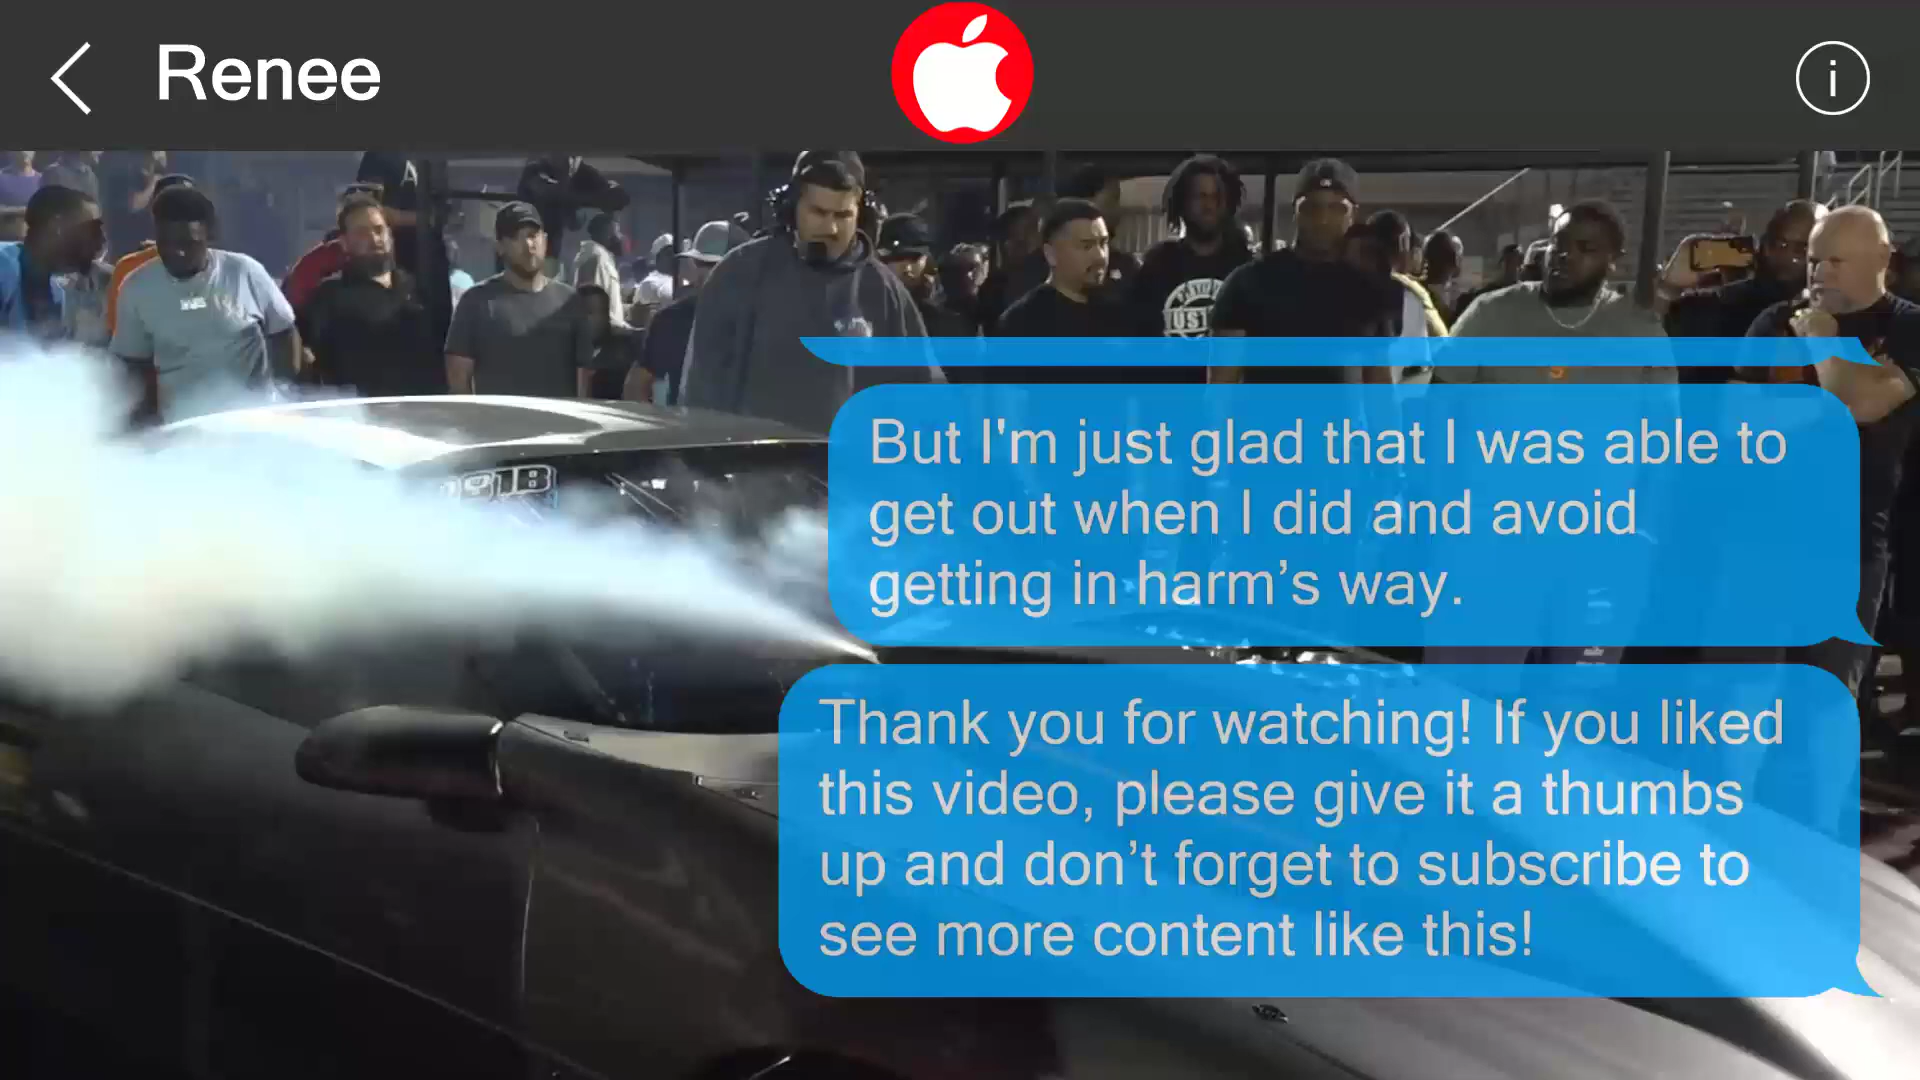 Renee
But I'm just glad that I was able to
get out when I did and avoid
getting in harm’s way.
Thank you for watching! If you liked
this video, please give it a thumbs
up and don’t forget to subscribe to
see more content like this!